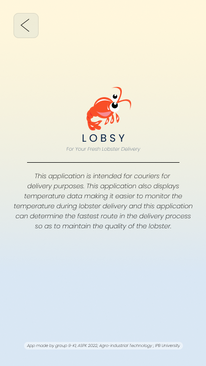 LOBSY
For Your Fresh Lobster Delivery
This application is intended for couriers for
delivery purposes. This application also displays
temperature data making it easier to monitor the
temperature during lobster delivery and this application
can determine the fastest route in the delivery process
so as to maintain the quality of the lobster.
App made by group K-10, ASPK 2022, Agro-Industrial Technology, IPB University